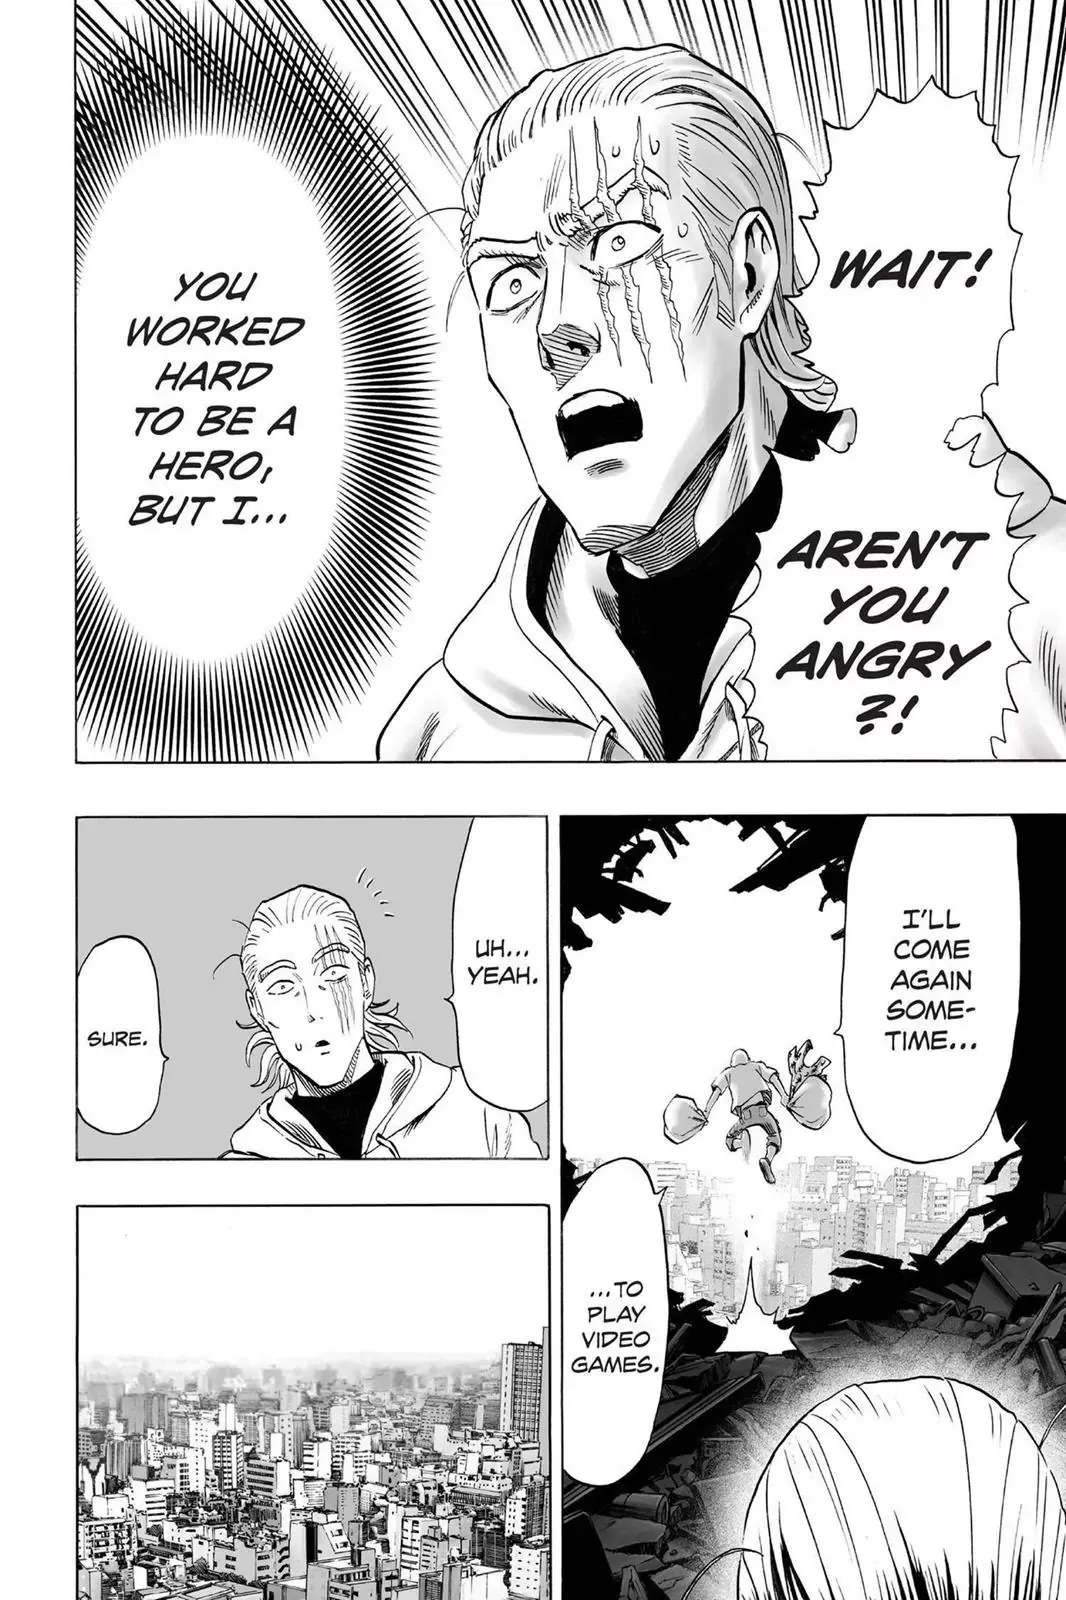 WAIT!
AREN'T
YOU
ANGRY
?!
YOU
WORKED
HARD
TO BE A
HERO,
BUT I...
I'LL
COME
AGAIN
SOME-
TIME...
...TO
PLAY
VIDEO
GAMES.
UH...
YEAH.
SURE.